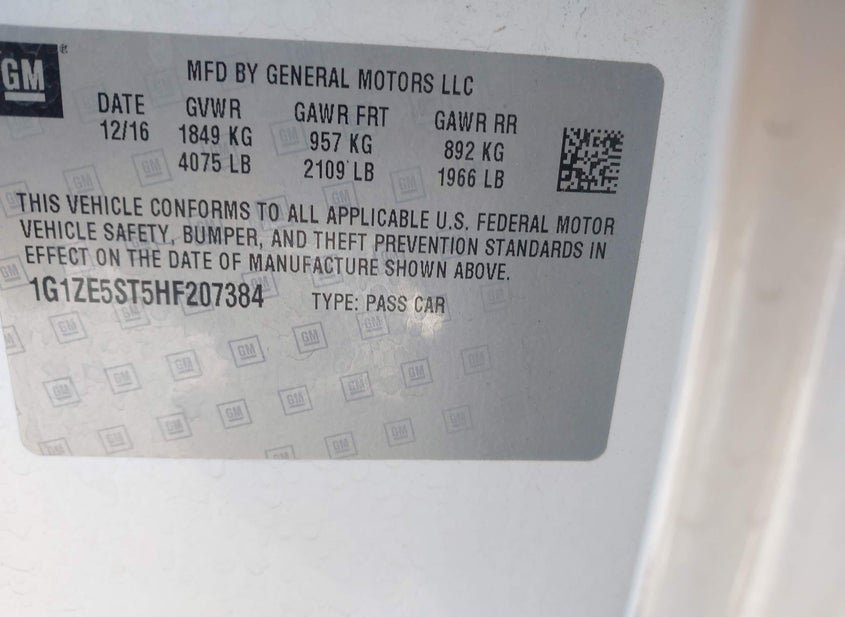 GM
MFD BY GENERAL MOTORS LLC
DATE GVWR GAWR FRT GAWR RR
12/16 1849 KG 957 KG 892 KG
4075 LB 2109 LB 1966 LB
THIS VEHICLE CONFORMS TO ALL APPLICABLE U.S. FEDERAL MOTOR
VEHICLE SAFETY, BUMPER, AND THEFT PREVENTION STANDARDS IN
EFFECT ON THE DATE OF MANUFACTURE SHOWN ABOVE.
1G1ZE5ST5HF207384 TYPE: PASS CAR